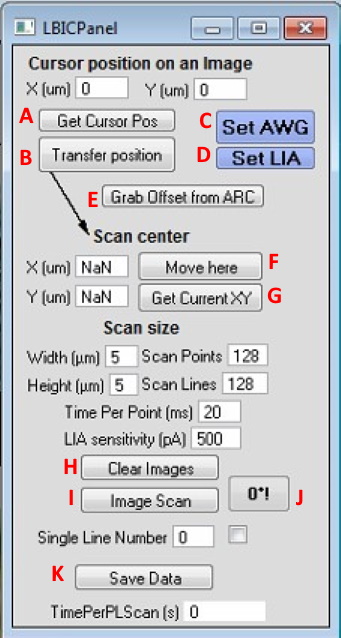 LBICPanel
Cursor position on an Image
X (um) 0 Y (um) 0
A Get Cursor Pos C Set AWG
B Transfer position D Set LIA
E Grab Offset from ARC
Scan center
X (um) NaN Move here F
Y (um) NaN Get Current XY G
Scan size
Width (µm) 5 Scan Points 128
Height (µm) 5 Scan Lines 128
Time Per Point (ms) 20
LIA sensitivity (pA) 500
H Clear Images
I Image Scan 0*! J
Single Line Number 0
K Save Data
TimePerPLScan (s) 0